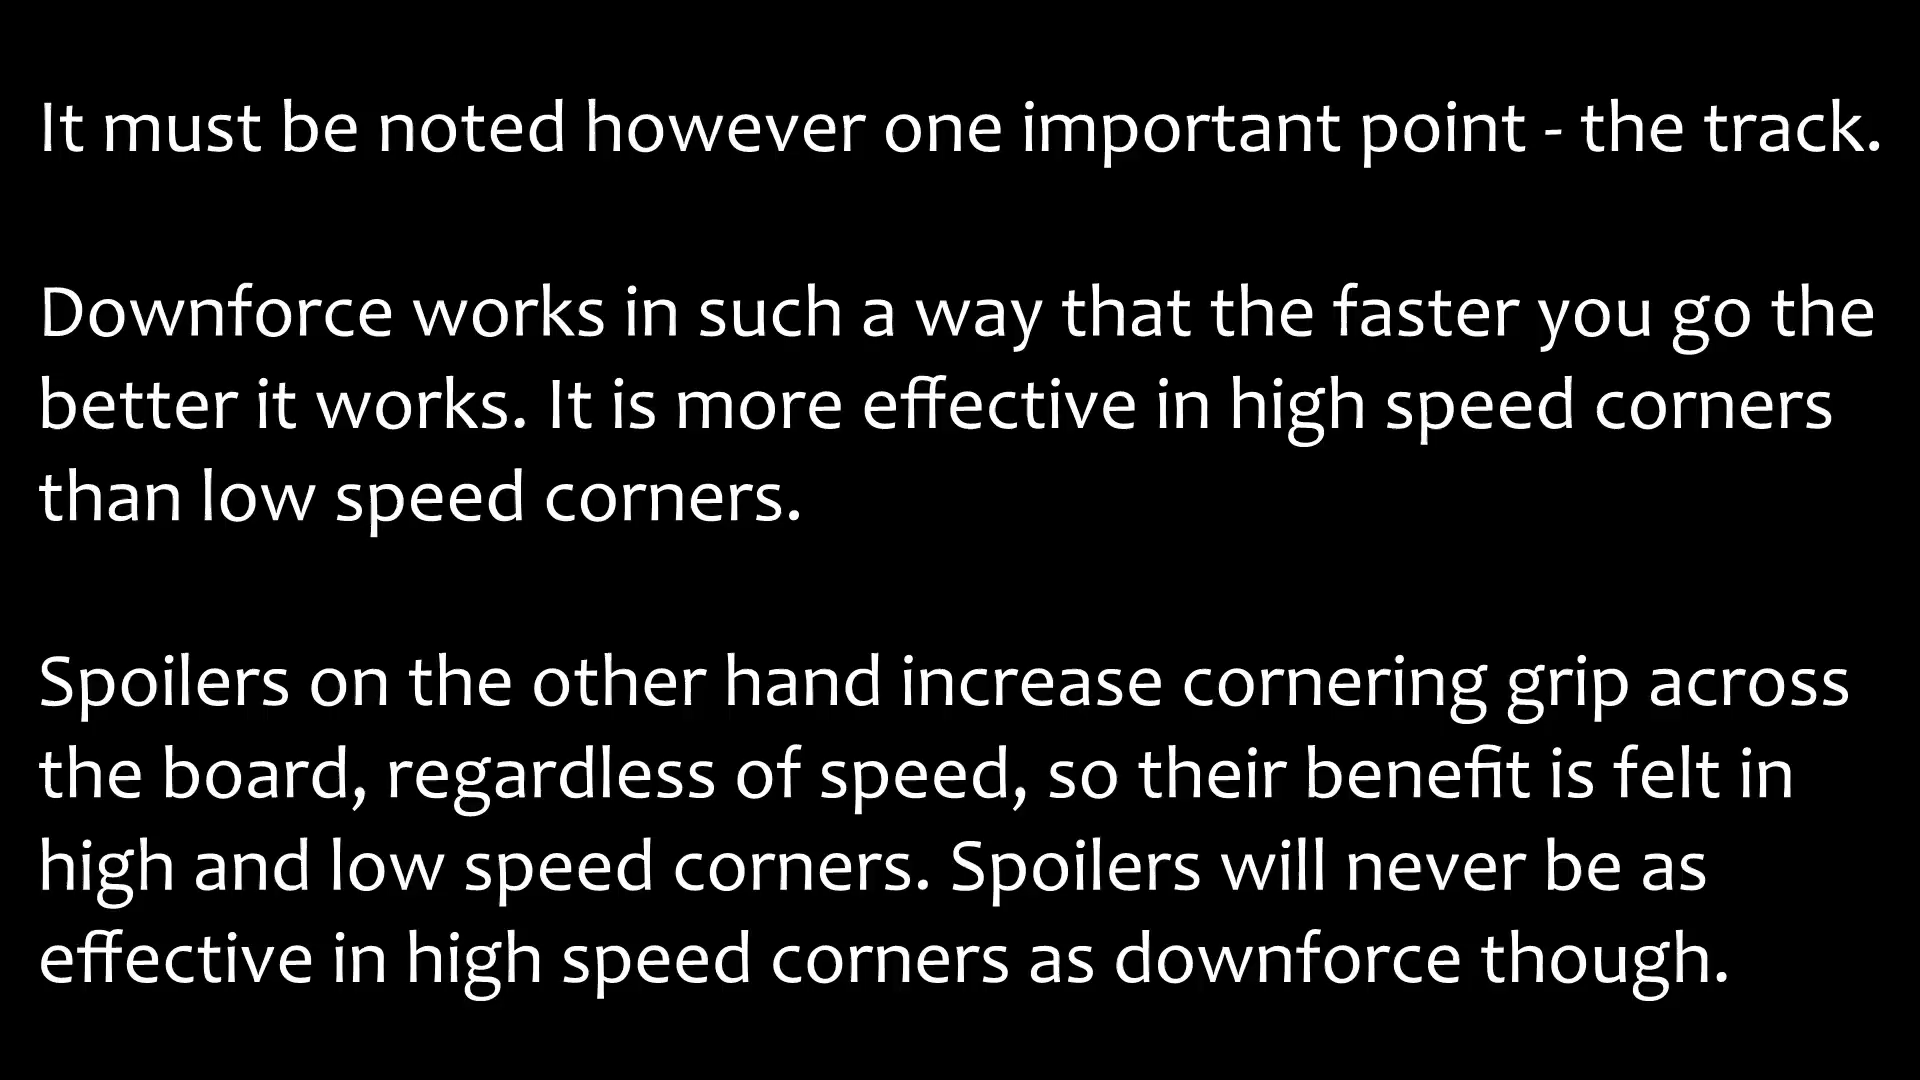 It must be noted however one important point - the track.
Downforce works in such a way that the faster you go the
better it works. It is more effective in high speed corners
than low speed corners.
Spoilers on the other hand increase cornering grip across
the board, regardless of speed, so their benefit is felt in
high and low speed corners. Spoilers will never be as
effective in high speed corners as downforce though.